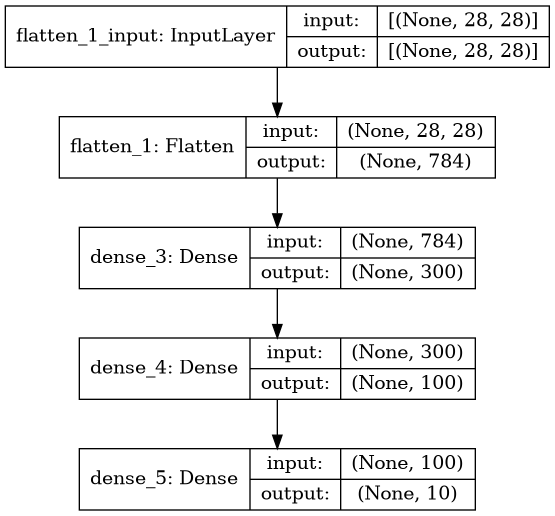 flatten_1_input: InputLayer
input: [(None, 28, 28)]
output: [(None, 28, 28)]
flatten_1: Flatten
input: (None, 28, 28)
output: (None, 784)
dense_3: Dense
input: (None, 784)
output: (None, 300)
dense_4: Dense
input: (None, 300)
output: (None, 100)
dense_5: Dense
input: (None, 100)
output: (None, 10)